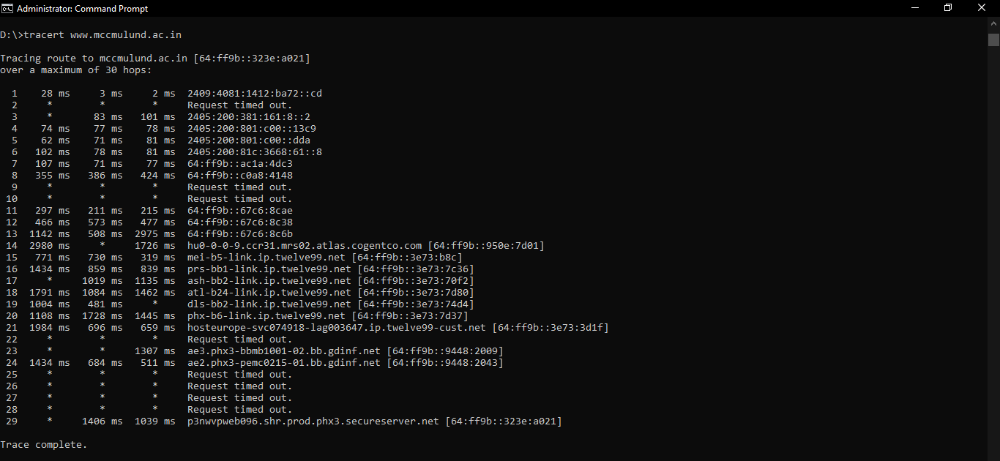 Administrator: Command Prompt
D:\>tracert www.mccmulund.ac.in
Tracing route to mccmulund.ac.in [64:ff9b::323e:a021]
over a maximum of 30 hops:
1 28 ms 3 ms 2 ms 2409:4081:1412:ba72::cd
2 * * * Request timed out.
3 * 83 ms 101 ms 2405:200:381:161:8::2
4 74 ms 77 ms 78 ms 2405:200:801:c00::13c9
5 62 ms 71 ms 81 ms 2405:200:801:c00::dda
6 102 ms 78 ms 81 ms 2405:200:81c:3668:61::8
7 107 ms 71 ms 77 ms 64:ff9b::ac1a:4dc3
8 355 ms 386 ms 424 ms 64:ff9b::c0a8:4148
9 * * * Request timed out.
10 * * * Request timed out.
11 297 ms 211 ms 215 ms 64:ff9b::67c6:8cae
12 466 ms 573 ms 477 ms 64:ff9b::67c6:8c38
13 1142 ms 508 ms 2975 ms 64:ff9b::67c6:8c6b
14 2980 ms * 1726 ms hu0-0-0-9.ccr31.mrs02.atlas.cogentco.com [64:ff9b::950e:7d01]
15 771 ms 730 ms 319 ms mei-b5-link.ip.twelve99.net [64:ff9b::3e73:b8c]
16 1434 ms 859 ms 839 ms prs-bb1-link.ip.twelve99.net [64:ff9b::3e73:7c36]
17 * 1019 ms 1135 ms ash-bb2-link.ip.twelve99.net [64:ff9b::3e73:70f2]
18 1791 ms 1084 ms 1462 ms atl-b24-link.ip.twelve99.net [64:ff9b::3e73:7d80]
19 1004 ms 481 ms * dls-bb2-link.ip.twelve99.net [64:ff9b::3e73:74d4]
20 1108 ms 1728 ms 1445 ms phx-b6-link.ip.twelve99.net [64:ff9b::3e73:7d37]
21 1984 ms 696 ms 659 ms hosteurope-svc074918-lag003647.ip.twelve99-cust.net [64:ff9b::3e73:3d1f]
22 * * * Request timed out.
23 * * 1307 ms ae3.phx3-bbmb1001-02.bb.gdinf.net [64:ff9b::9448:2009]
24 1434 ms 684 ms 511 ms ae2.phx3-pemc0215-01.bb.gdinf.net [64:ff9b::9448:2043]
25 * * * Request timed out.
26 * * * Request timed out.
27 * * * Request timed out.
28 * * * Request timed out.
29 * 1406 ms 1039 ms p3nwvpweb096.shr.prod.phx3.secureserver.net [64:ff9b::323e:a021]
Trace complete.